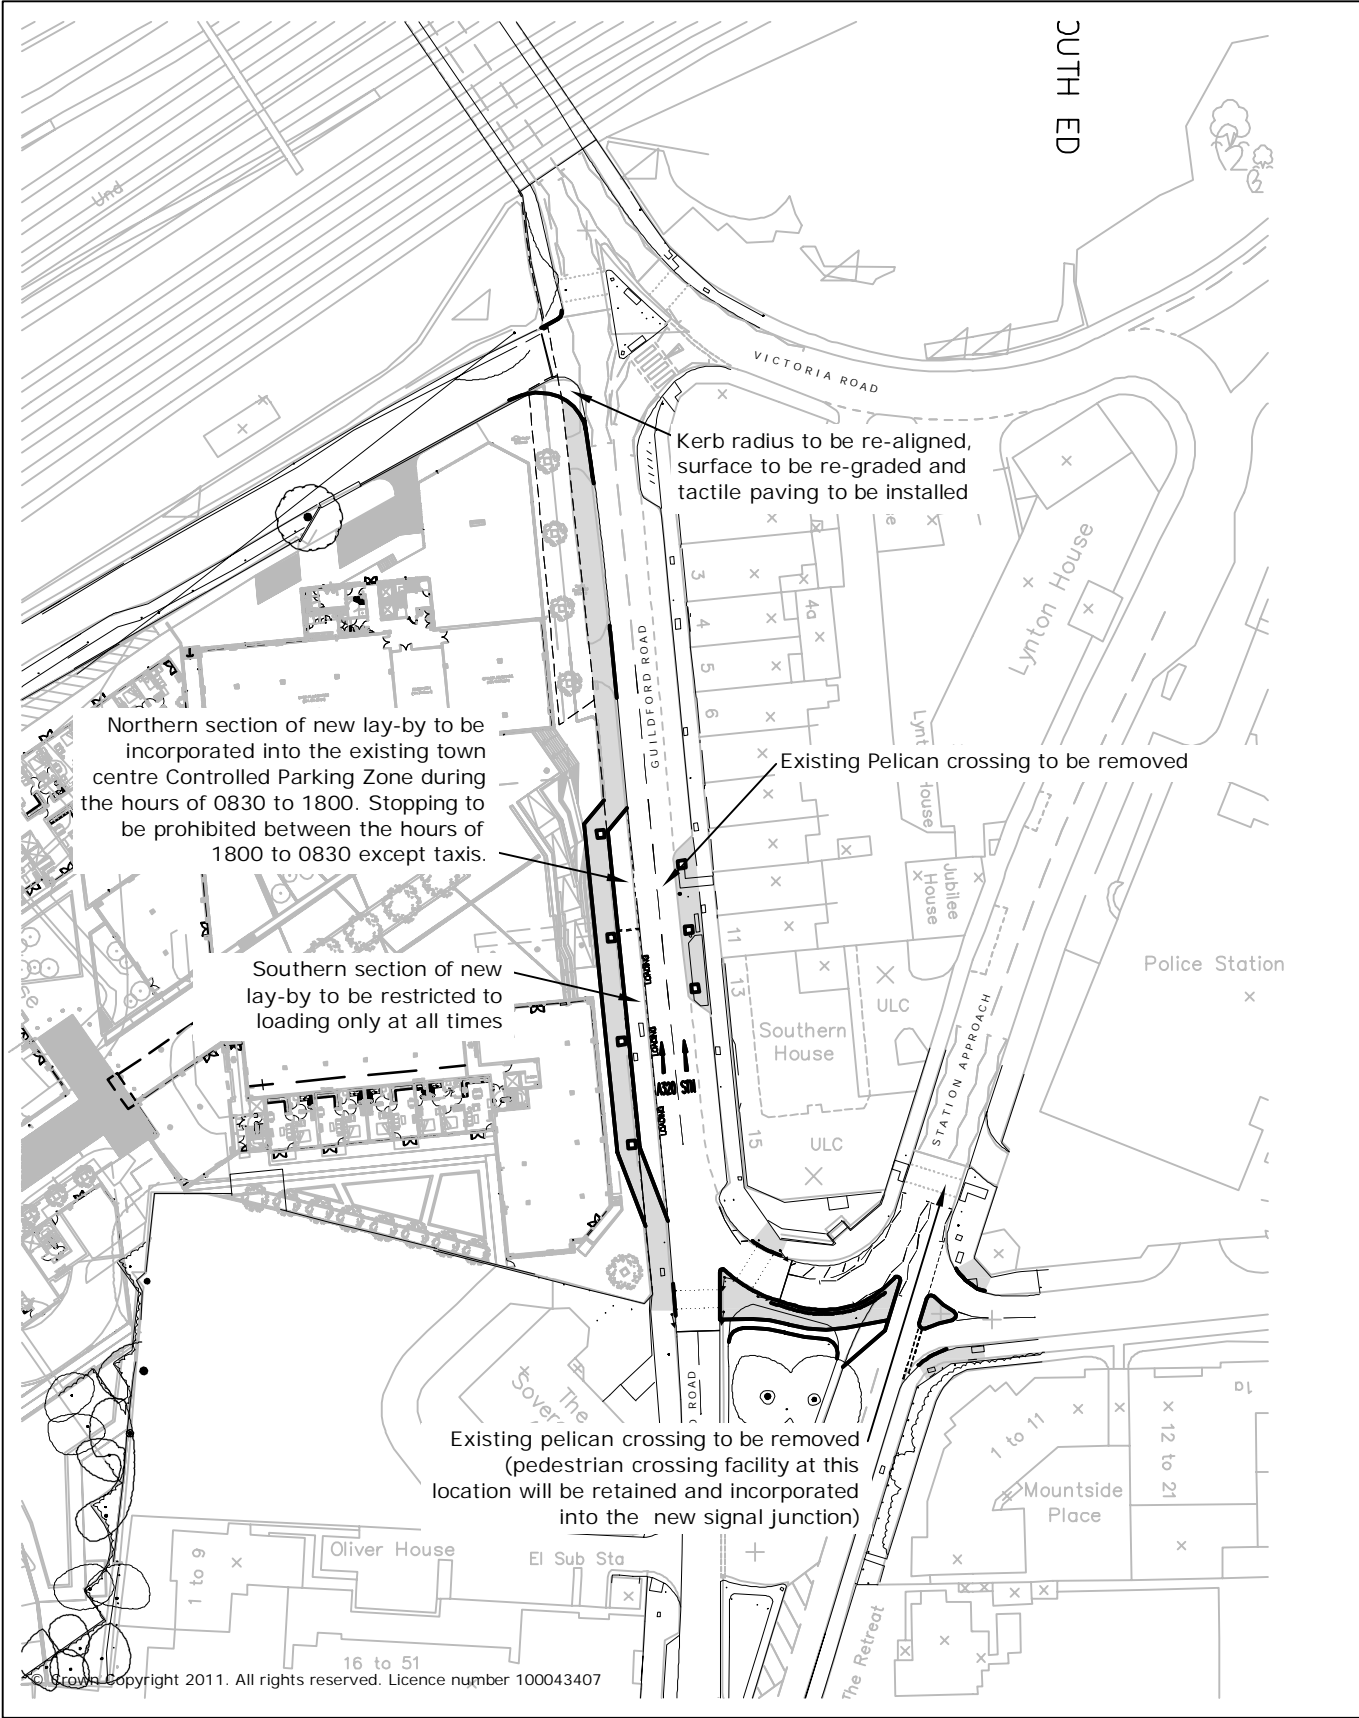 OUTH ED
Und
VICTORIA ROAD
Kerb radius to be re-aligned,
surface to be re-graded and
tactile paving to be installed
3
4a
4
5
6
Lynton House
GUILDFORD ROAD
Northern section of new lay-by to be
incorporated into the existing town
centre Controlled Parking Zone during
the hours of 0830 to 1800. Stopping to
be prohibited between the hours of
1800 to 0830 except taxis.
Existing Pelican crossing to be removed
Jubilee
House
11
13
Southern section of new
lay-by to be restricted to
loading only at all times
LOADING
LOADING
LOADING
A320
STN
Police Station
ULC
Southern
House
STATION APPROACH
15
ULC
The
ROAD
Existing pelican crossing to be removed
(pedestrian crossing facility at this
location will be retained and incorporated
into the new signal junction)
1a
1 to 11
12 to 21
Mountside
Place
Oliver House
El Sub Sta
1 to 9
16 to 51
The Retreat
© Crown Copyright 2011. All rights reserved. Licence number 100043407